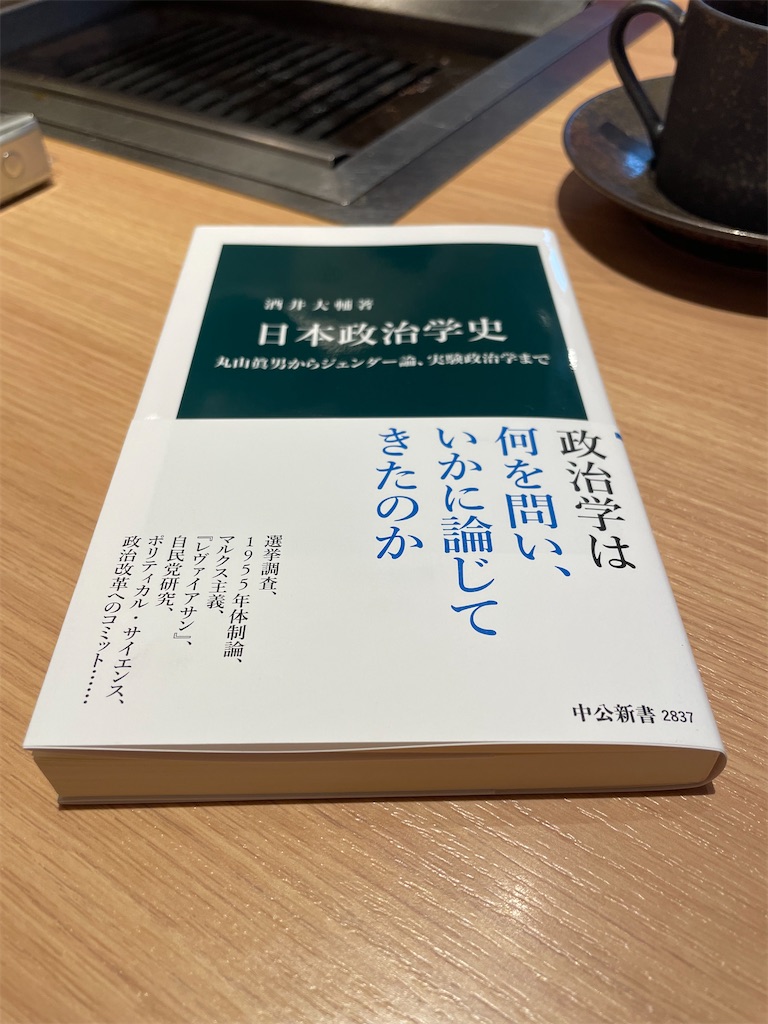 酒井大輔著
日本政治学史
丸山眞男からジェンダー論、実験政治学まで
政治学は
何を問い、
いかに論じて
きたのか
選挙調査、
1955年体制論、
マルクス主義、
『レヴァイアサン』、
自民党研究、
ポリティカル・サイエンス、
政治改革へのコミット……
中公新書 2837